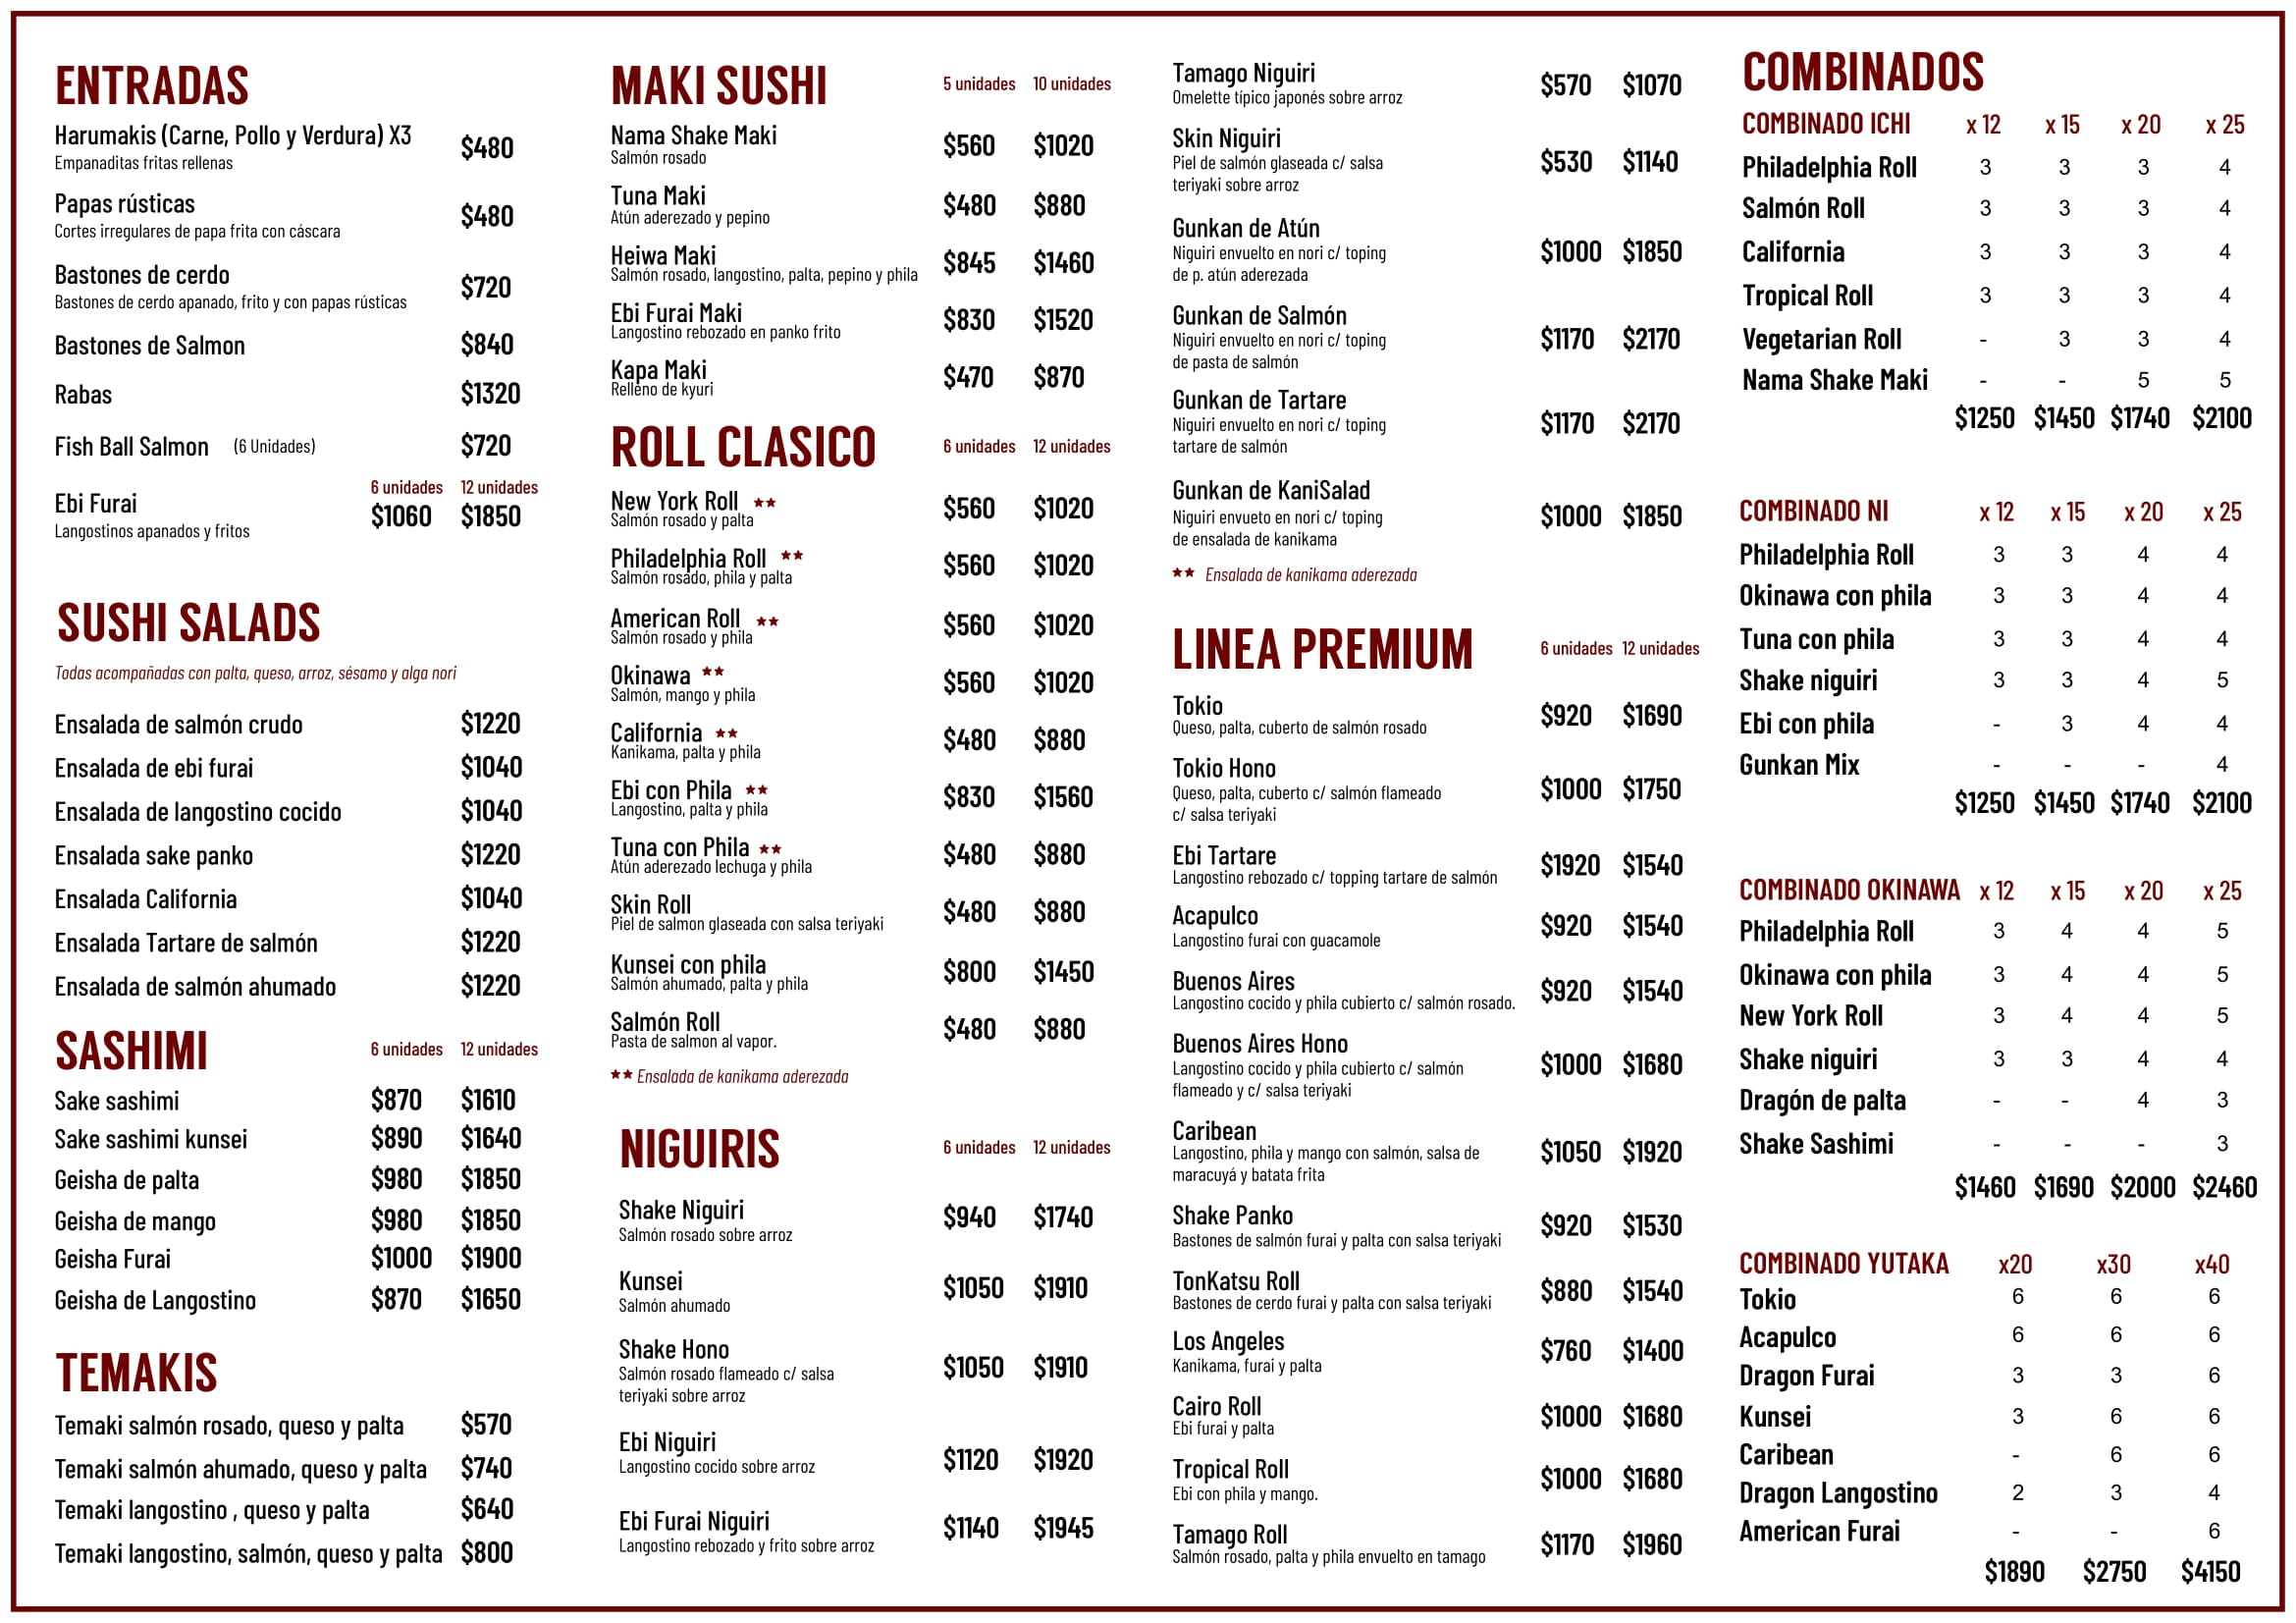 ENTRADAS
Harumakis (Carne, Pollo y Verdura) X3 $480
Empanaditas fritas rellenas
Papas rústicas $480
Cortes irregulares de papa frita con cáscara
Bastones de cerdo $720
Bastones de cerdo apanado, frito y con papas rústicas
Bastones de Salmon $840
Rabas $1320
Fish Ball Salmon (6 Unidades) $720
6 unidades 12 unidades
Ebi Furai $1060 $1850
Langostinos apanados y fritos
SUSHI SALADS
Todas acompañadas con palta, queso, arroz, sésamo y alga nori
Ensalada de salmón crudo $1220
Ensalada de ebi furai $1040
Ensalada de langostino cocido $1040
Ensalada sake panko $1220
Ensalada California $1040
Ensalada Tartare de salmón $1220
Ensalada de salmón ahumado $1220
SASHIMI 6 unidades 12 unidades
Sake sashimi $870 $1610
Sake sashimi kunsei $890 $1640
Geisha de palta $980 $1850
Geisha de mango $980 $1850
Geisha Furai $1000 $1900
Geisha de Langostino $870 $1650
TEMAKIS
Temaki salmón rosado, queso y palta $570
Temaki salmón ahumado, queso y palta $740
Temaki langostino , queso y palta $640
Temaki langostino, salmón, queso y palta $800
MAKI SUSHI 5 unidades 10 unidades
Nama Shake Maki $560 $1020
Salmón rosado
Tuna Maki $480 $880
Atún aderezado y pepino
Heiwa Maki $845 $1460
Salmón rosado, langostino, palta, pepino y phila
Ebi Furai Maki $830 $1520
Langostino rebozado en panko frito
Kapa Maki $470 $870
Relleno de kyuri
ROLL CLASICO 6 unidades 12 unidades
New York Roll ★★ $560 $1020
Salmón rosado y palta
Philadelphia Roll ★★ $560 $1020
Salmón rosado, phila y palta
American Roll ★★ $560 $1020
Salmón rosado y phila
Okinawa ★★ $560 $1020
Salmón, mango y phila
California ★★ $480 $880
Kanikama, palta y phila
Ebi con Phila ★★ $830 $1560
Langostino, palta y phila
Tuna con Phila ★★ $480 $880
Atún aderezado lechuga y phila
Skin Roll $480 $880
Piel de salmon glaseada con salsa teriyaki
Kunsei con phila $800 $1450
Salmón ahumado, palta y phila
Salmón Roll $480 $880
Pasta de salmon al vapor.
★★ Ensalada de kanikama aderezada
NIGUIRIS 6 unidades 12 unidades
Shake Niguiri $940 $1740
Salmón rosado sobre arroz
Kunsei $1050 $1910
Salmón ahumado
Shake Hono $1050 $1910
Salmón rosado flameado c/ salsa
teriyaki sobre arroz
Ebi Niguiri $1120 $1920
Langostino cocido sobre arroz
Ebi Furai Niguiri $1140 $1945
Langostino rebozado y frito sobre arroz
Tamago Niguiri $570 $1070
Omelette típico japonés sobre arroz
Skin Niguiri $530 $1140
Piel de salmón glaseada c/ salsa
teriyaki sobre arroz
Gunkan de Atún $1000 $1850
Niguiri envuelto en nori c/ toping
de p. atún aderezada
Gunkan de Salmón $1170 $2170
Niguiri envuelto en nori c/ toping
de pasta de salmón
Gunkan de Tartare $1170 $2170
Niguiri envuelto en nori c/ toping
tartare de salmón
Gunkan de KaniSalad $1000 $1850
Niguiri envueto en nori c/ toping
de ensalada de kanikama
★★ Ensalada de kanikama aderezada
LINEA PREMIUM 6 unidades 12 unidades
Tokio $920 $1690
Queso, palta, cuberto de salmón rosado
Tokio Hono $1000 $1750
Queso, palta, cuberto c/ salmón flameado
c/ salsa teriyaki
Ebi Tartare $1920 $1540
Langostino rebozado c/ topping tartare de salmón
Acapulco $920 $1540
Langostino furai con guacamole
Buenos Aires $920 $1540
Langostino cocido y phila cubierto c/ salmón rosado.
Buenos Aires Hono $1000 $1680
Langostino cocido y phila cubierto c/ salmón
flameado y c/ salsa teriyaki
Caribean $1050 $1920
Langostino, phila y mango con salmón, salsa de
maracuyá y batata frita
Shake Panko $920 $1530
Bastones de salmón furai y palta con salsa teriyaki
TonKatsu Roll $880 $1540
Bastones de cerdo furai y palta con salsa teriyaki
Los Angeles $760 $1400
Kanikama, furai y palta
Cairo Roll $1000 $1680
Ebi furai y palta
Tropical Roll $1000 $1680
Ebi con phila y mango.
Tamago Roll $1170 $1960
Salmón rosado, palta y phila envuelto en tamago
COMBINADOS
COMBINADO ICHI x 12 x 15 x 20 x 25
Philadelphia Roll 3 3 3 4
Salmón Roll 3 3 3 4
California 3 3 3 4
Tropical Roll 3 3 3 4
Vegetarian Roll - 3 3 4
Nama Shake Maki - - 5 5
$1250 $1450 $1740 $2100
COMBINADO NI x 12 x 15 x 20 x 25
Philadelphia Roll 3 3 4 4
Okinawa con phila 3 3 4 4
Tuna con phila 3 3 4 4
Shake niguiri 3 3 4 5
Ebi con phila - 3 4 4
Gunkan Mix - - - 4
$1250 $1450 $1740 $2100
COMBINADO OKINAWA x 12 x 15 x 20 x 25
Philadelphia Roll 3 4 4 5
Okinawa con phila 3 4 4 5
New York Roll 3 4 4 5
Shake niguiri 3 3 4 4
Dragón de palta - - 4 3
Shake Sashimi - - - 3
$1460 $1690 $2000 $2460
COMBINADO YUTAKA x20 x30 x40
Tokio 6 6 6
Acapulco 6 6 6
Dragon Furai 3 3 6
Kunsei 3 6 6
Caribean - 6 6
Dragon Langostino 2 3 4
American Furai - - 6
$1890 $2750 $4150